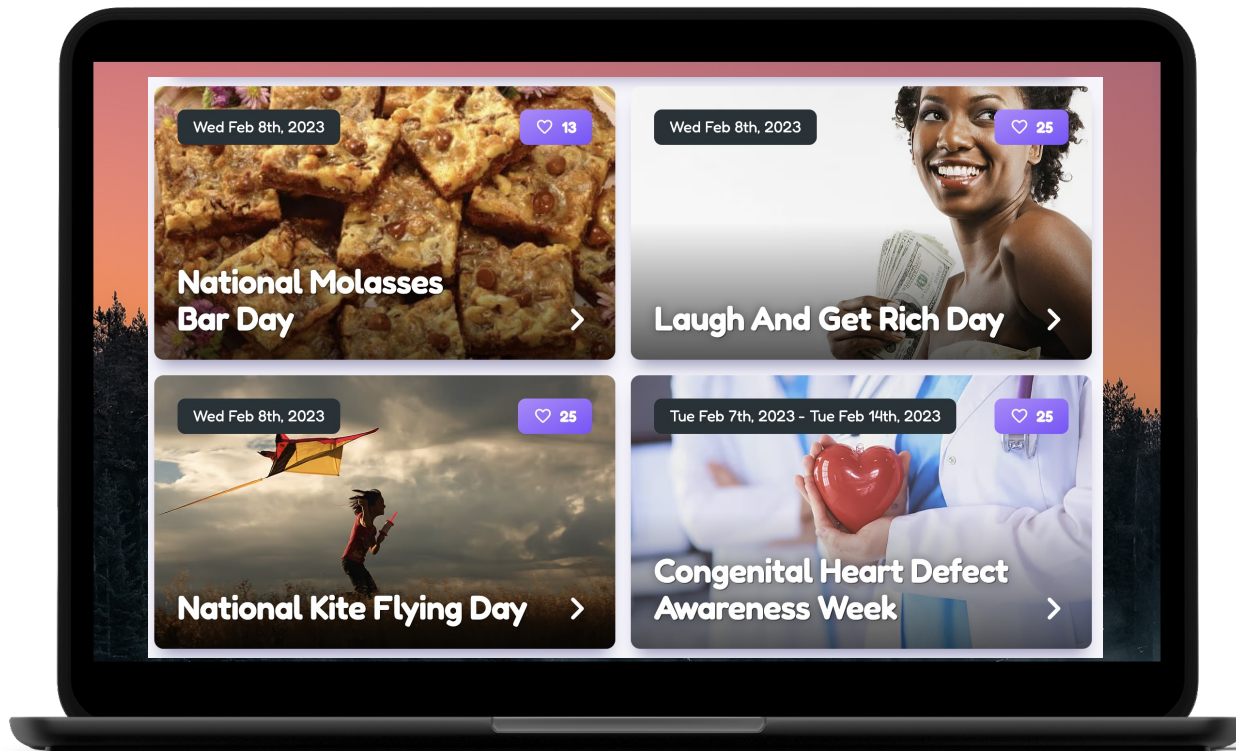 Wed Feb 8th, 2023
13
National Molasses
Bar Day
Wed Feb 8th, 2023
25
Laugh And Get Rich Day
Wed Feb 8th, 2023
25
National Kite Flying Day
Tue Feb 7th, 2023 - Tue Feb 14th, 2023
25
Congenital Heart Defect
Awareness Week